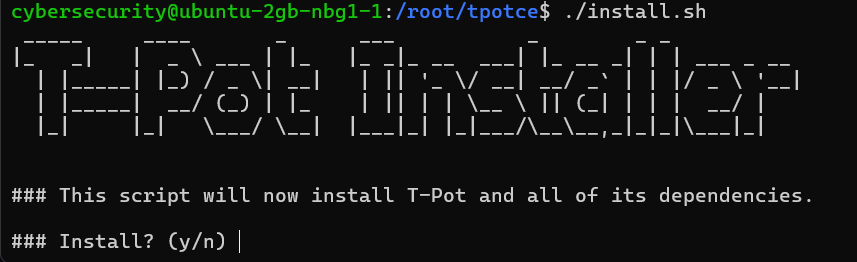 cybersecurity@ubuntu-2gb-nbg1-1:/root/tpotce$ ./install.sh
T-Pot Installer
### This script will now install T-Pot and all of its dependencies.
### Install? (y/n)